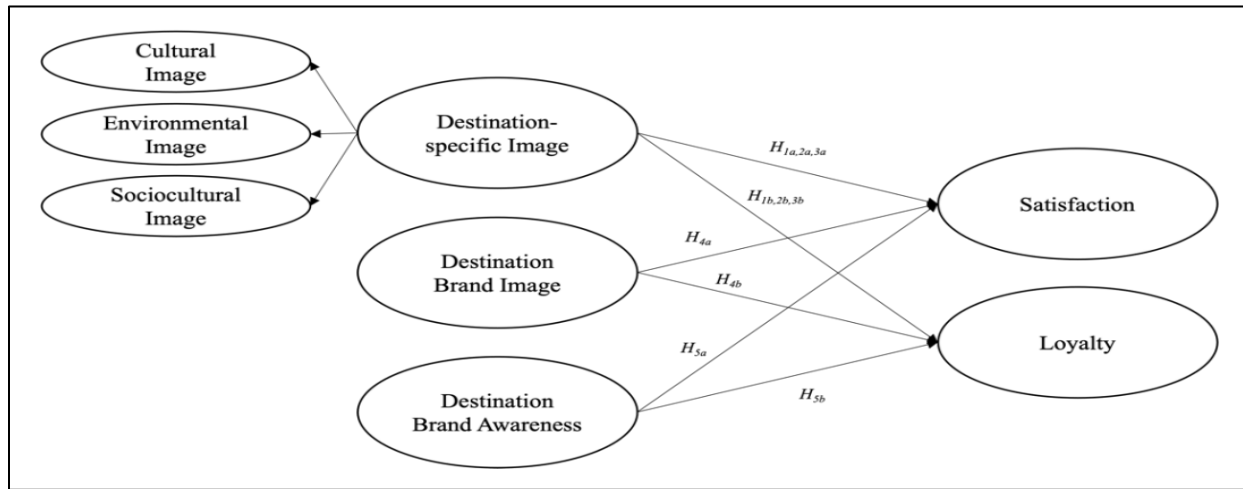 Cultural
Image
Environmental
Image
Sociocultural
Image
Destination-
specific Image
Destination
Brand Image
Destination
Brand Awareness
H1a,2a,3a
H1b,2b,3b
H4a
H4b
H5a
H5b
Satisfaction
Loyalty